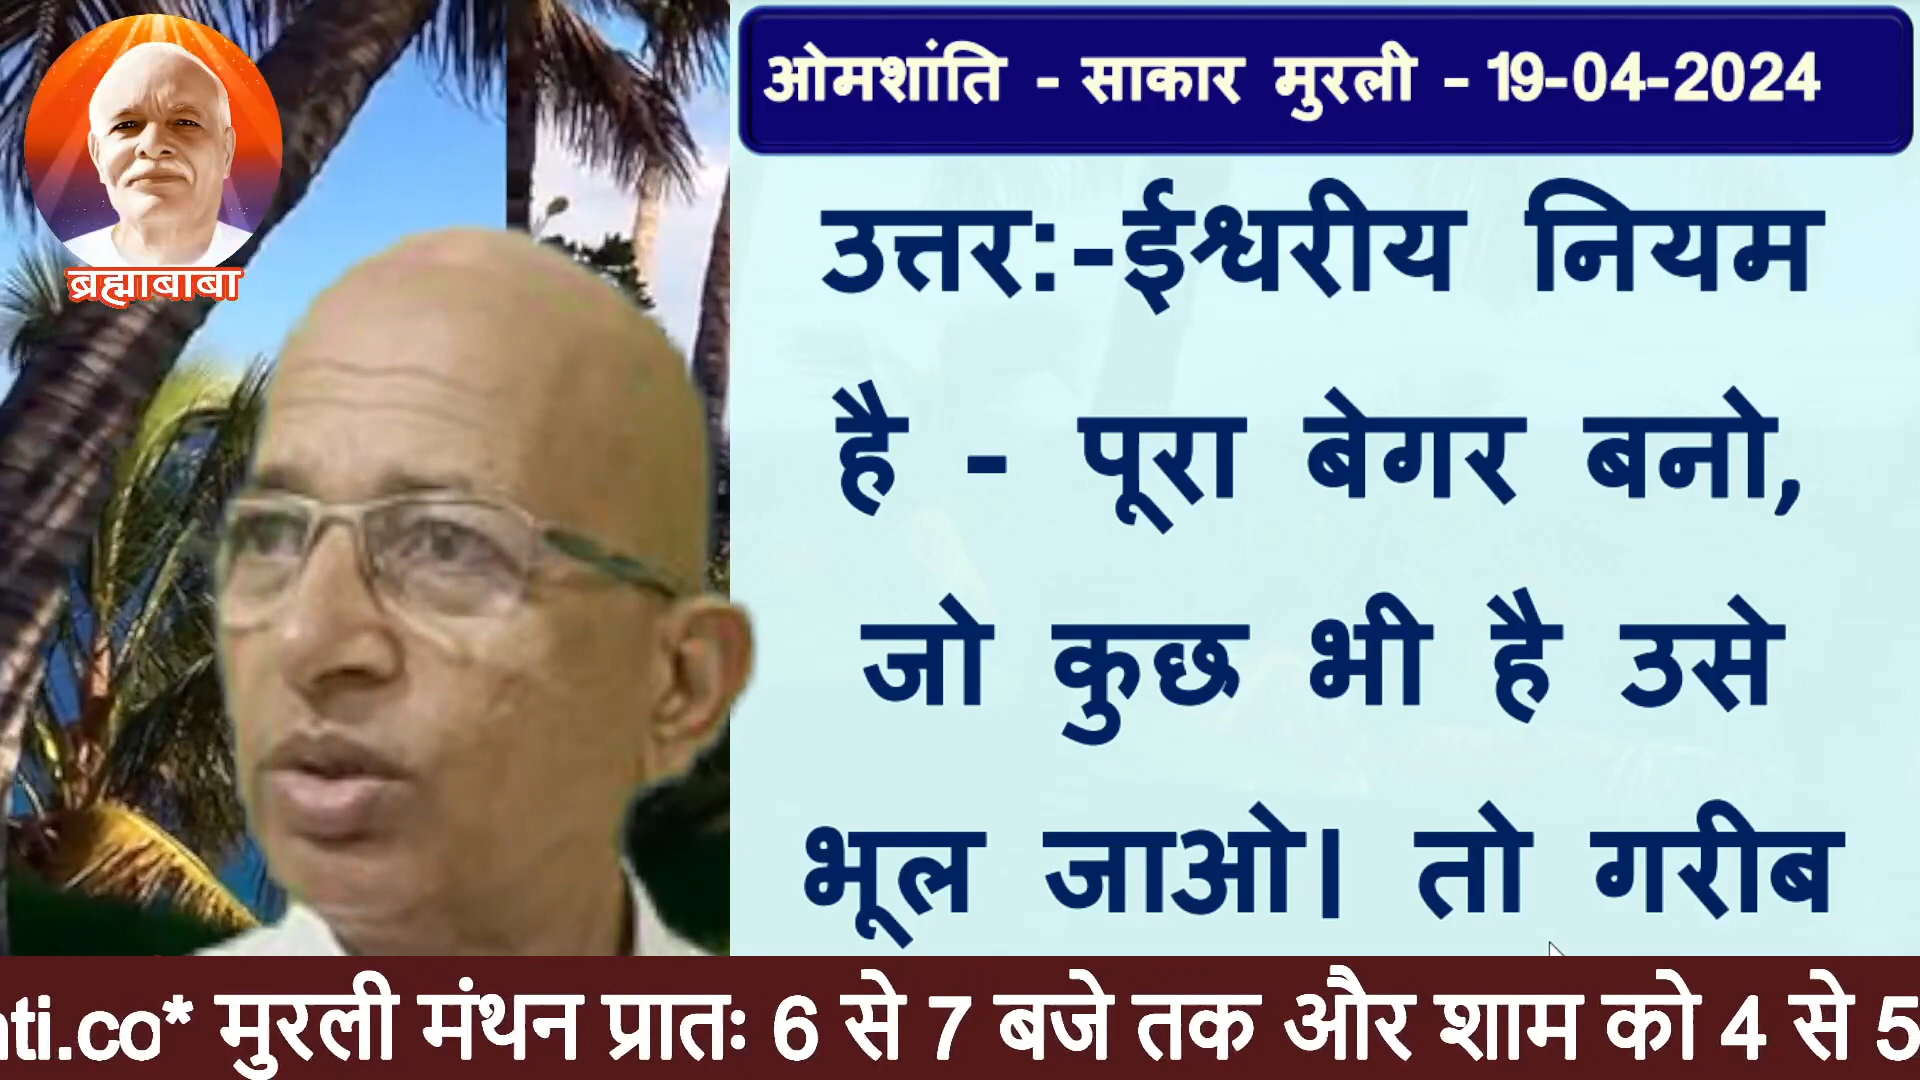 ब्रह्माबाबा
ओमशांति - साकार मुरली - 19-04-2024
उत्तर:-ईश्वरीय नियम
है - पूरा बेगर बनो,
जो कुछ भी है उसे
भूल जाओ। तो गरीब
ti.co* मुरली मंथन प्रातः 6 से 7 बजे तक और शाम को 4 से 5